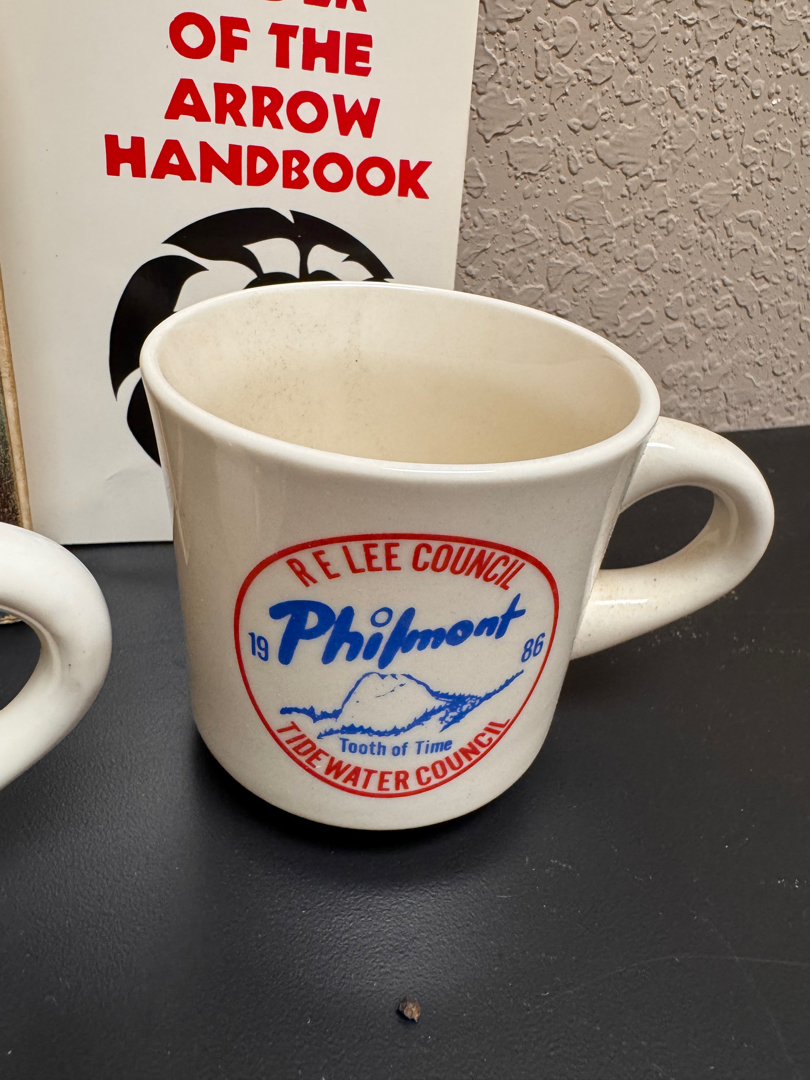 OF THE
ARROW
HANDBOOK
R E LEE COUNCIL
Philmont
19 86
Tooth of Time
TIDEWATER COUNCIL